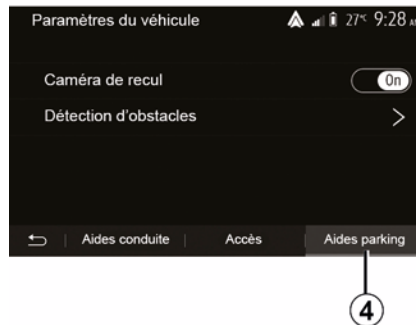 Paramètres du véhicule 27°C 9:28
Caméra de recul On
Détection d'obstacles
Aides conduite Accès Aides parking
4